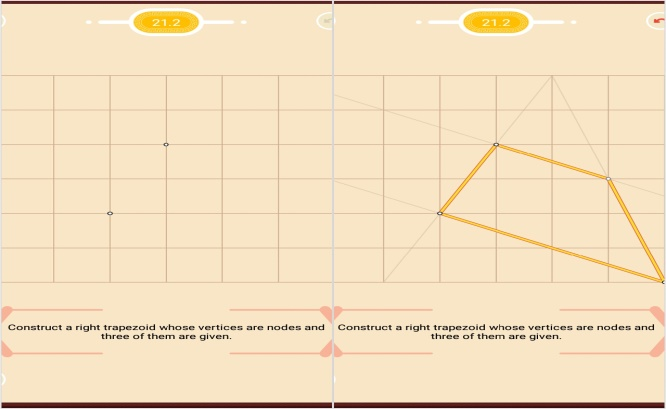 21.2
Construct a right trapezoid whose vertices are nodes and
three of them are given.
21.2
Construct a right trapezoid whose vertices are nodes and
three of them are given.